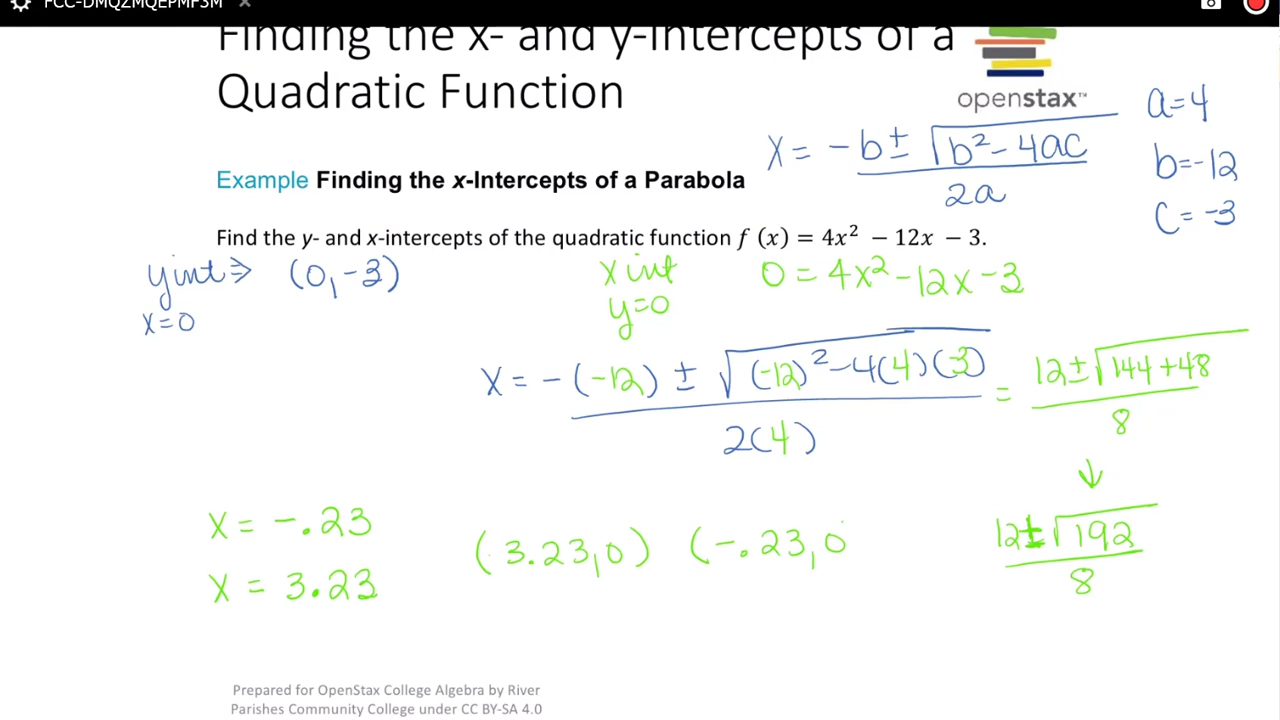 FCC-DMQZMQEPMFSM
Finding the x- and y-Intercepts of a
Quadratic Function
openstax™
a=4
b=-12
c=-3
x = -b ± √b² - 4ac
2a
Example Finding the x-Intercepts of a Parabola
Find the y- and x-intercepts of the quadratic function f (x) = 4x² − 12x − 3.
y int ⇒ (0, -3)
x=0
x int
y=0
0 = 4x² - 12x - 3
x = -(-12) ± √(-12)² - 4(4)(-3) = 12 ± √144 + 48
2(4) 8
↓
12 ± √192
8
x = -.23
x = 3.23
(3.23, 0) (-.23, 0
Prepared for OpenStax College Algebra by River
Parishes Community College under CC BY-SA 4.0